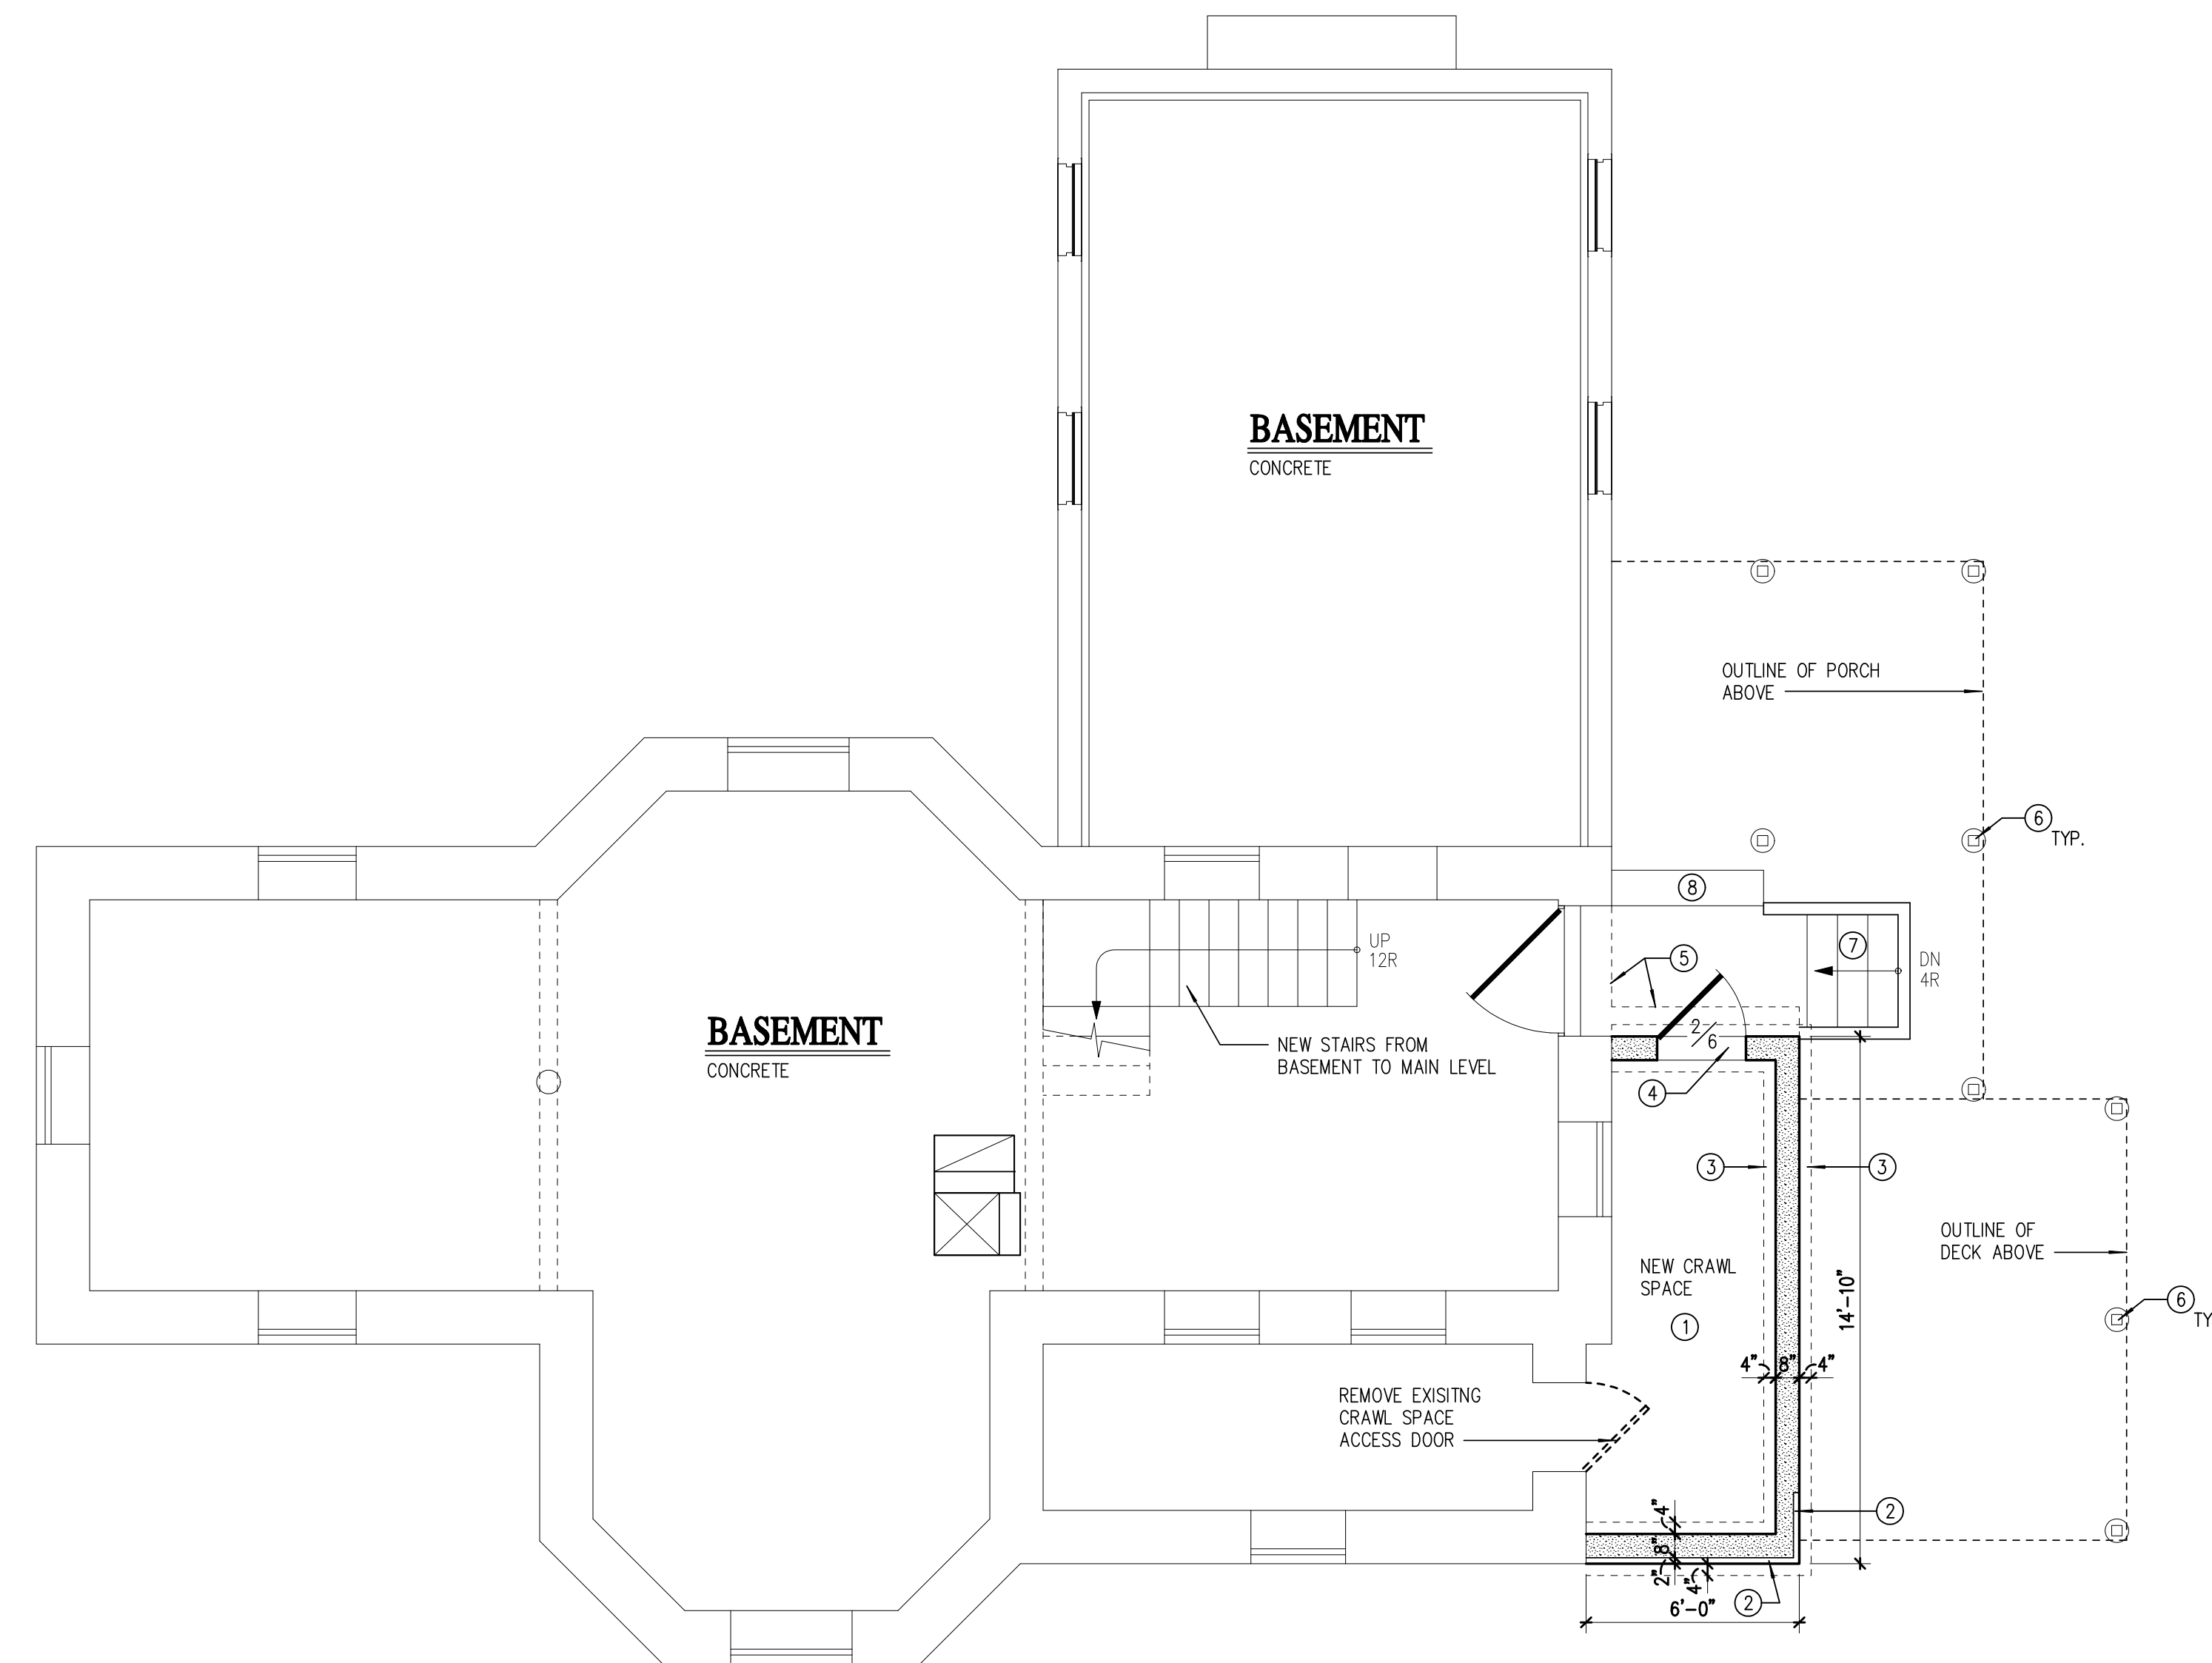 BASEMENT
CONCRETE
OUTLINE OF PORCH
ABOVE
6
TYP.
8
7
UP
12R
5
DN
4R
BASEMENT
CONCRETE
2/6
NEW STAIRS FROM
BASEMENT TO MAIN LEVEL
4
3
3
OUTLINE OF
DECK ABOVE
NEW CRAWL
SPACE
14'-10"
6
TY
1
4"
8"
4"
REMOVE EXISITNG
CRAWL SPACE
ACCESS DOOR
4"
2
8"
2"
4"
2
6'-0"